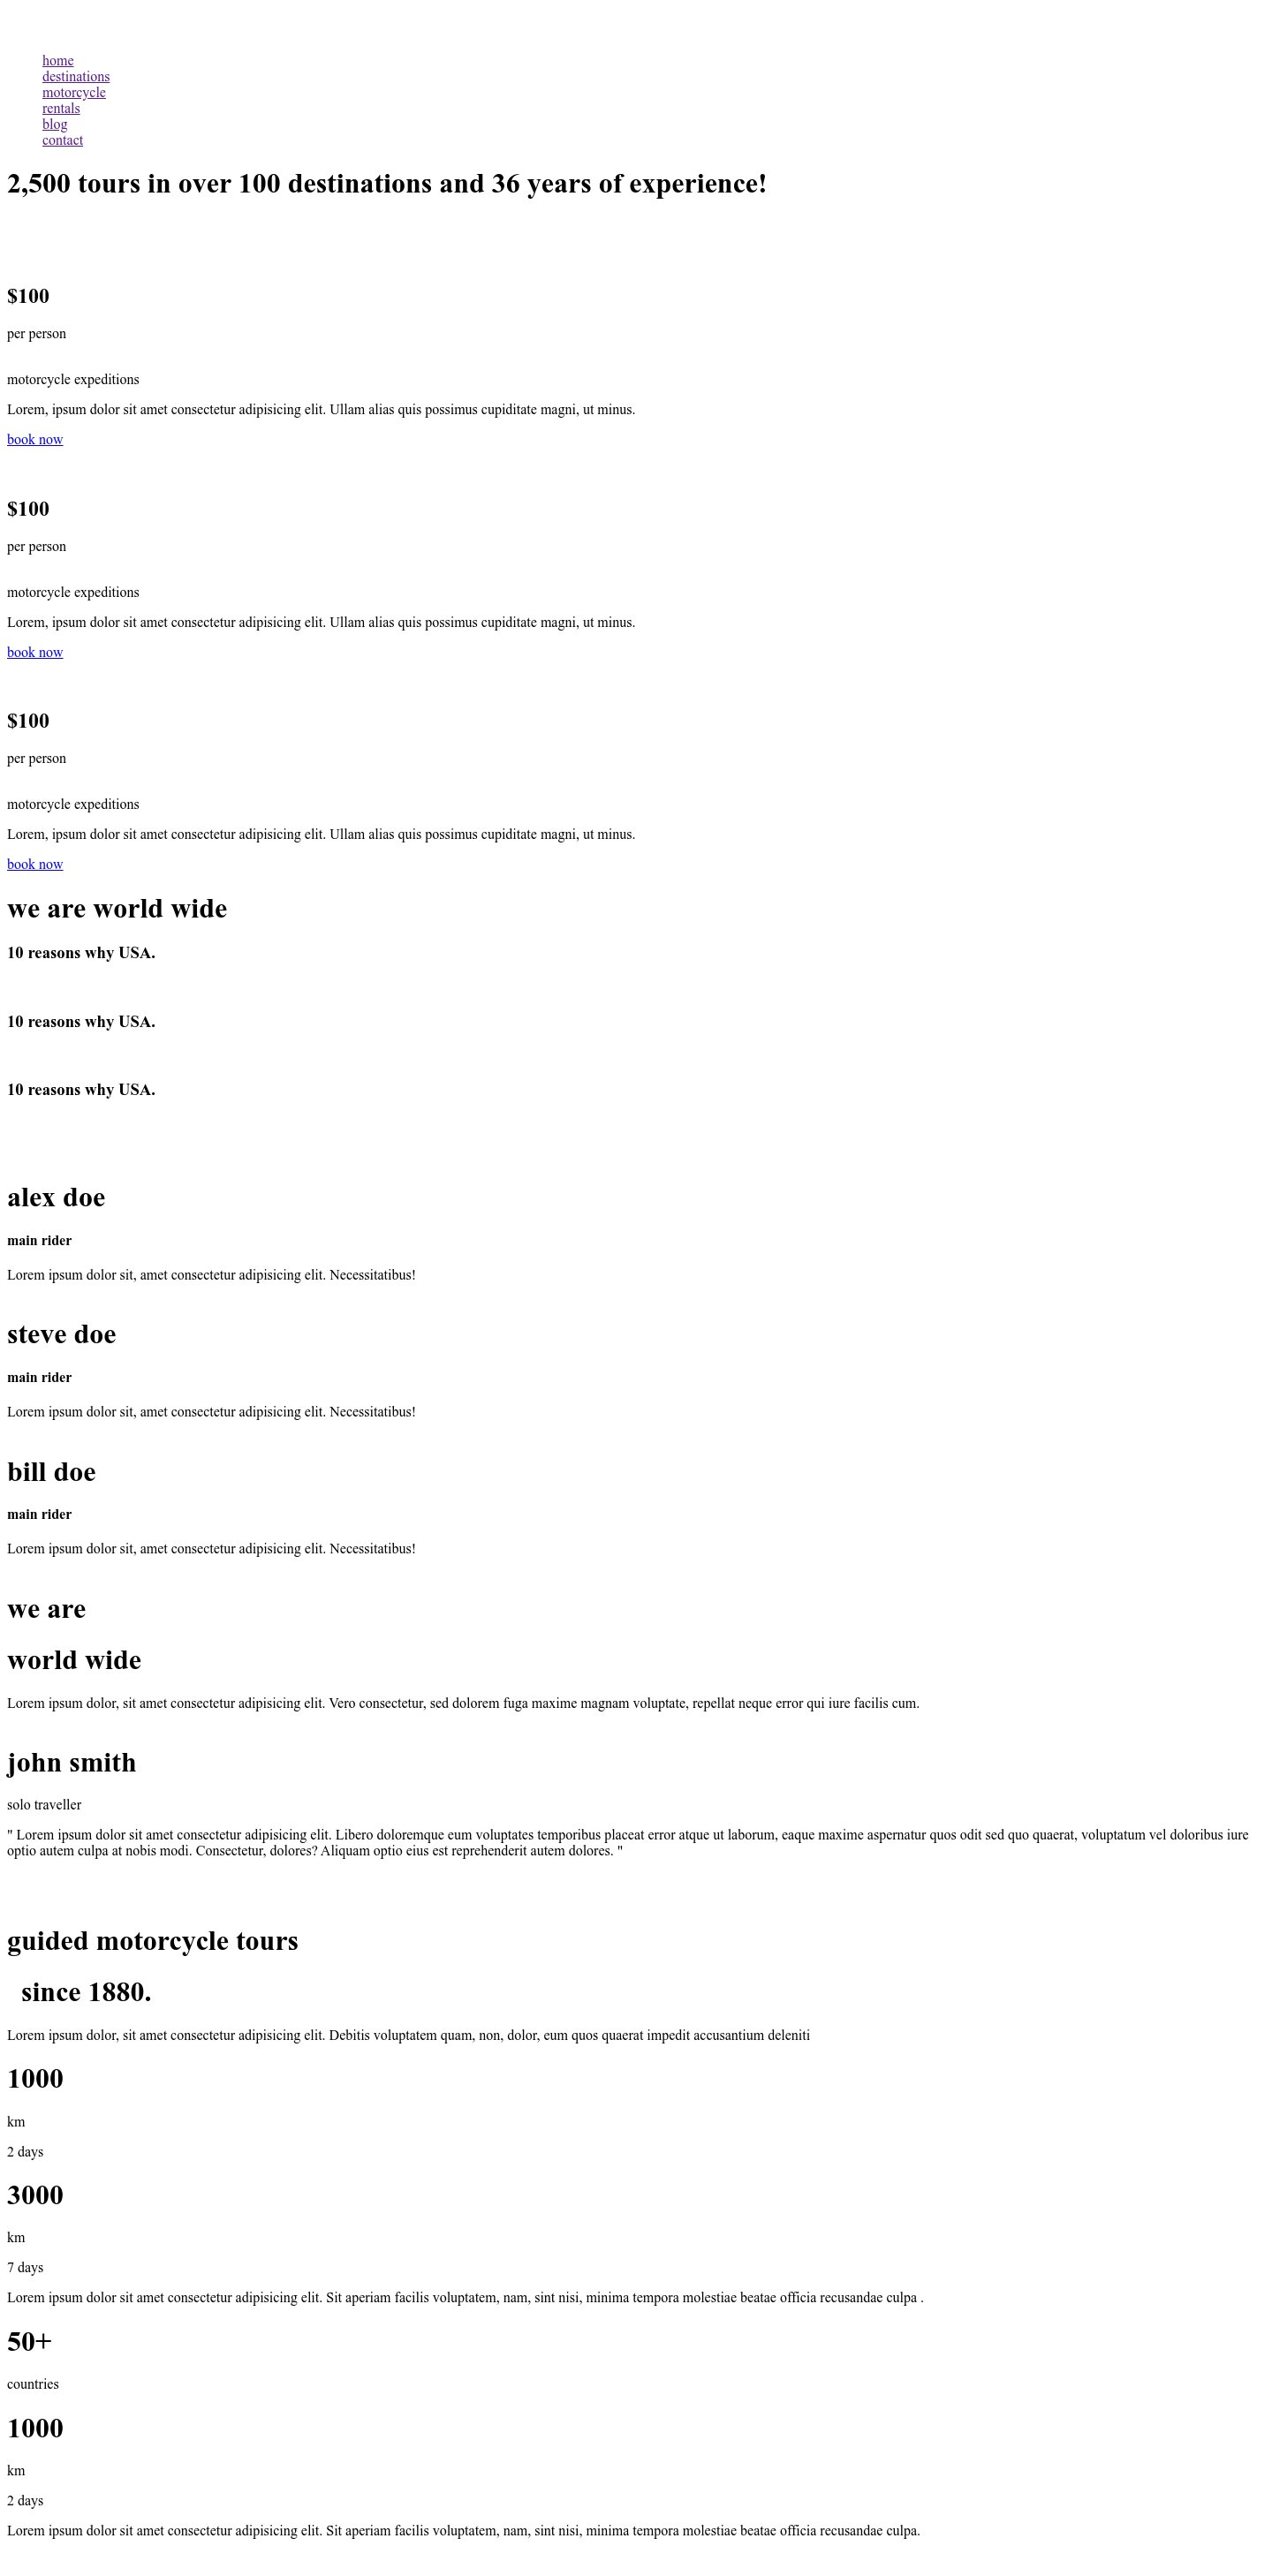 home
destinations
motorcycle
rentals
blog
contact
2,500 tours in over 100 destinations and 36 years of experience!
$100
per person
motorcycle expeditions
Lorem, ipsum dolor sit amet consectetur adipisicing elit. Ullam alias quis possimus cupiditate magni, ut minus.
book now
$100
per person
motorcycle expeditions
Lorem, ipsum dolor sit amet consectetur adipisicing elit. Ullam alias quis possimus cupiditate magni, ut minus.
book now
$100
per person
motorcycle expeditions
Lorem, ipsum dolor sit amet consectetur adipisicing elit. Ullam alias quis possimus cupiditate magni, ut minus.
book now
we are world wide
10 reasons why USA.
10 reasons why USA.
10 reasons why USA.
alex doe
main rider
Lorem ipsum dolor sit, amet consectetur adipisicing elit. Necessitatibus!
steve doe
main rider
Lorem ipsum dolor sit, amet consectetur adipisicing elit. Necessitatibus!
bill doe
main rider
Lorem ipsum dolor sit, amet consectetur adipisicing elit. Necessitatibus!
we are
world wide
Lorem ipsum dolor, sit amet consectetur adipisicing elit. Vero consectetur, sed dolorem fuga maxime magnam voluptate, repellat neque error qui iure facilis cum.
john smith
solo traveller
" Lorem ipsum dolor sit amet consectetur adipisicing elit. Libero doloremque eum voluptates temporibus placeat error atque ut laborum, eaque maxime aspernatur quos odit sed quo quaerat, voluptatum vel doloribus iure
optio autem culpa at nobis modi. Consectetur, dolores? Aliquam optio eius est reprehenderit autem dolores. "
guided motorcycle tours
since 1880.
Lorem ipsum dolor, sit amet consectetur adipisicing elit. Debitis voluptatem quam, non, dolor, eum quos quaerat impedit accusantium deleniti
1000
km
2 days
3000
km
7 days
Lorem ipsum dolor sit amet consectetur adipisicing elit. Sit aperiam facilis voluptatem, nam, sint nisi, minima tempora molestiae beatae officia recusandae culpa .
50+
countries
1000
km
2 days
Lorem ipsum dolor sit amet consectetur adipisicing elit. Sit aperiam facilis voluptatem, nam, sint nisi, minima tempora molestiae beatae officia recusandae culpa.